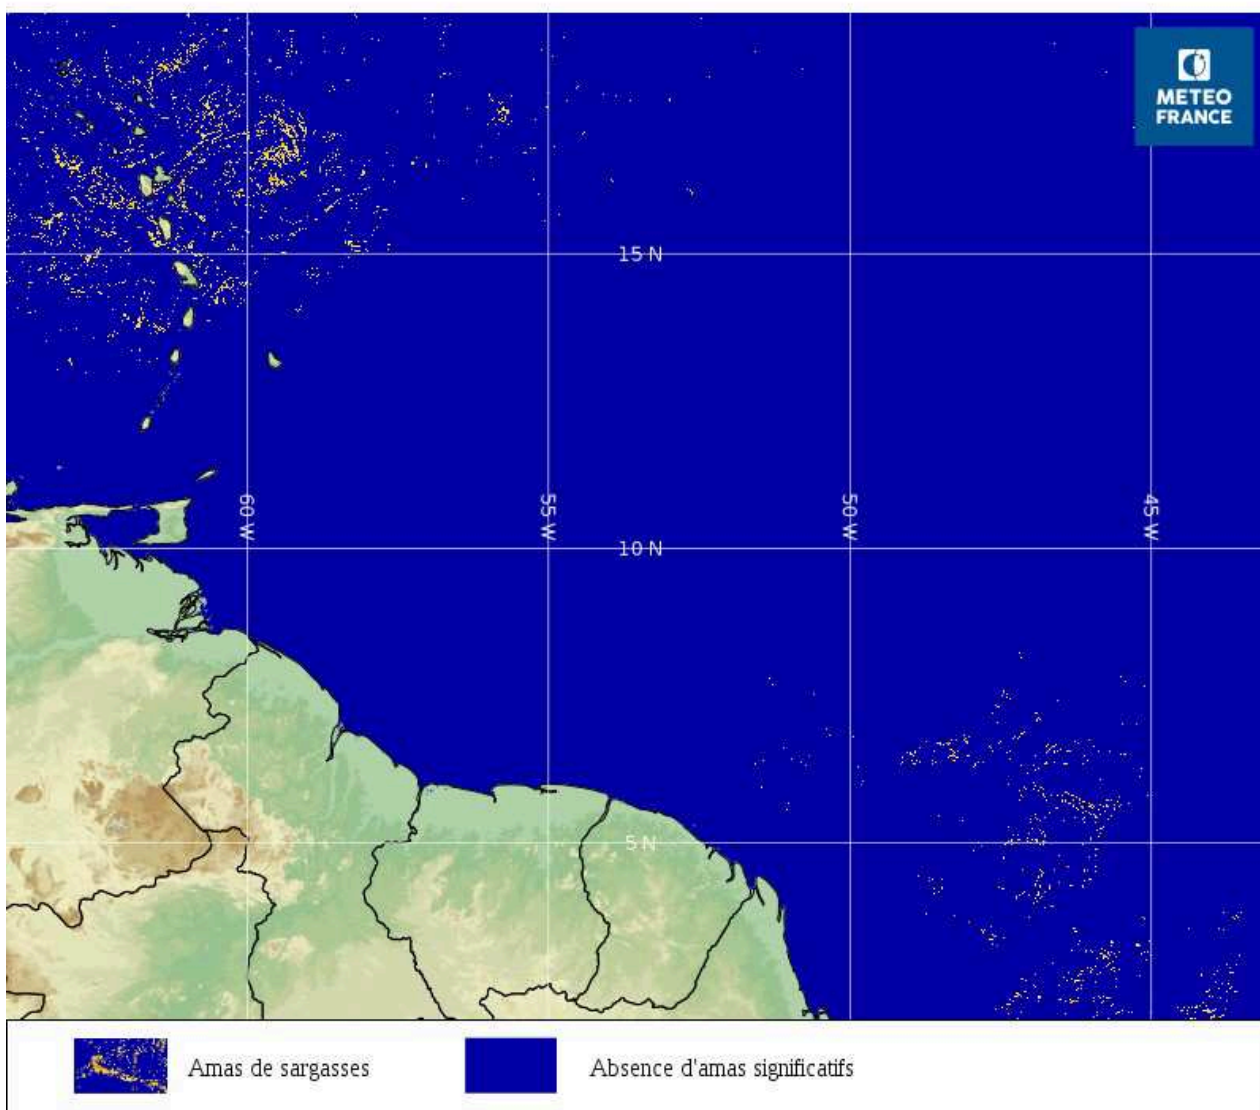 METEO
FRANCE
15 N
60 W
55 W
50 W
45 W
10 N
5 N
Amas de sargasses
Absence d'amas significatifs